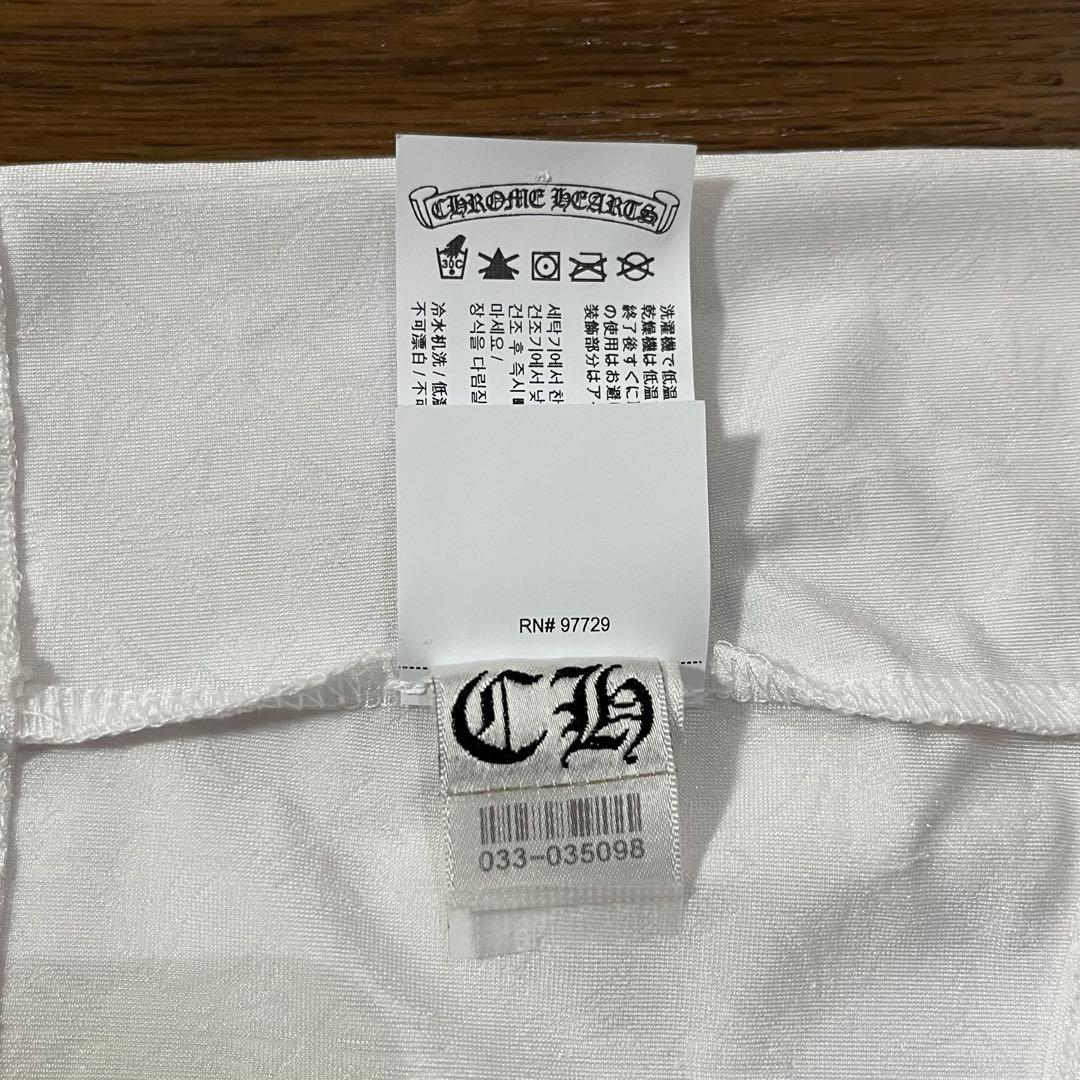 CHROME HEARTS
30C
洗濯機で低温
乾燥機は低温
終了後すぐに
の使用はお避
装飾部分はア
세탁기에서 찬
건조기에서 낮
건조 후 즉시
마세요/
장식을 다림질
冷水机洗/低温
不可漂白/不可
RN# 97729
CH
033-035098